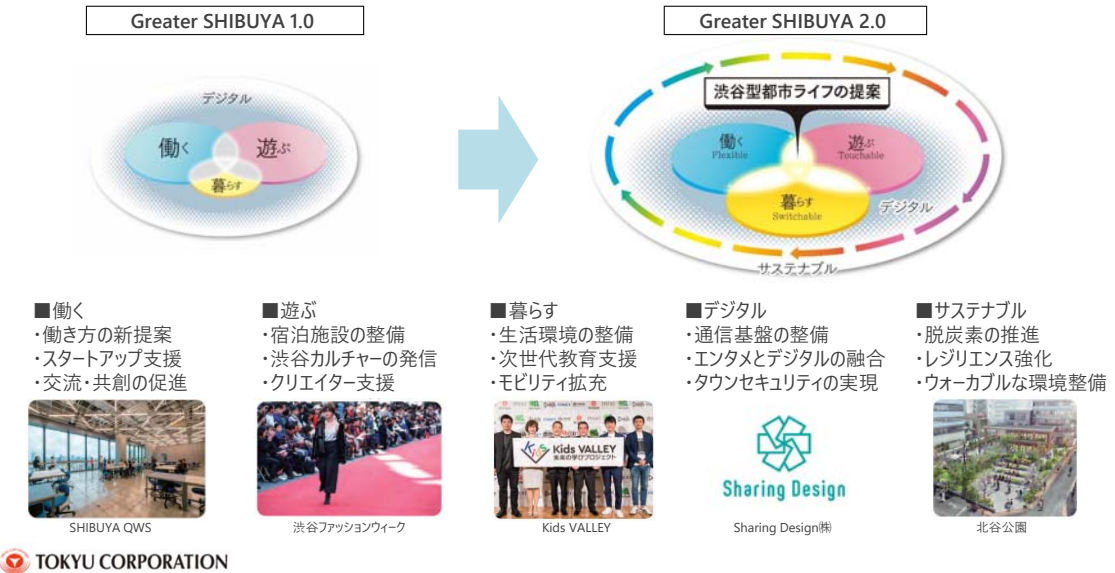 Greater SHIBUYA 1.0
デジタル
働く
遊ぶ
暮らす
Greater SHIBUYA 2.0
渋谷型都市ライフの提案
働く
Flexible
遊ぶ
Touchable
暮らす
Switchable
デジタル
サステナブル
■働く
・働き方の新提案
・スタートアップ支援
・交流・共創の促進
SHIBUYA QWS
■遊ぶ
・宿泊施設の整備
・渋谷カルチャーの発信
・クリエイター支援
渋谷ファッションウィーク
■暮らす
・生活環境の整備
・次世代教育支援
・モビリティ拡充
Kids VALLEY
未来の学びプロジェクト
Kids VALLEY
■デジタル
・通信基盤の整備
・エンタメとデジタルの融合
・タウンセキュリティの実現
Sharing Design
Sharing Design㈱
■サステナブル
・脱炭素の推進
・レジリエンス強化
・ウォーカブルな環境整備
北谷公園
TOKYU CORPORATION